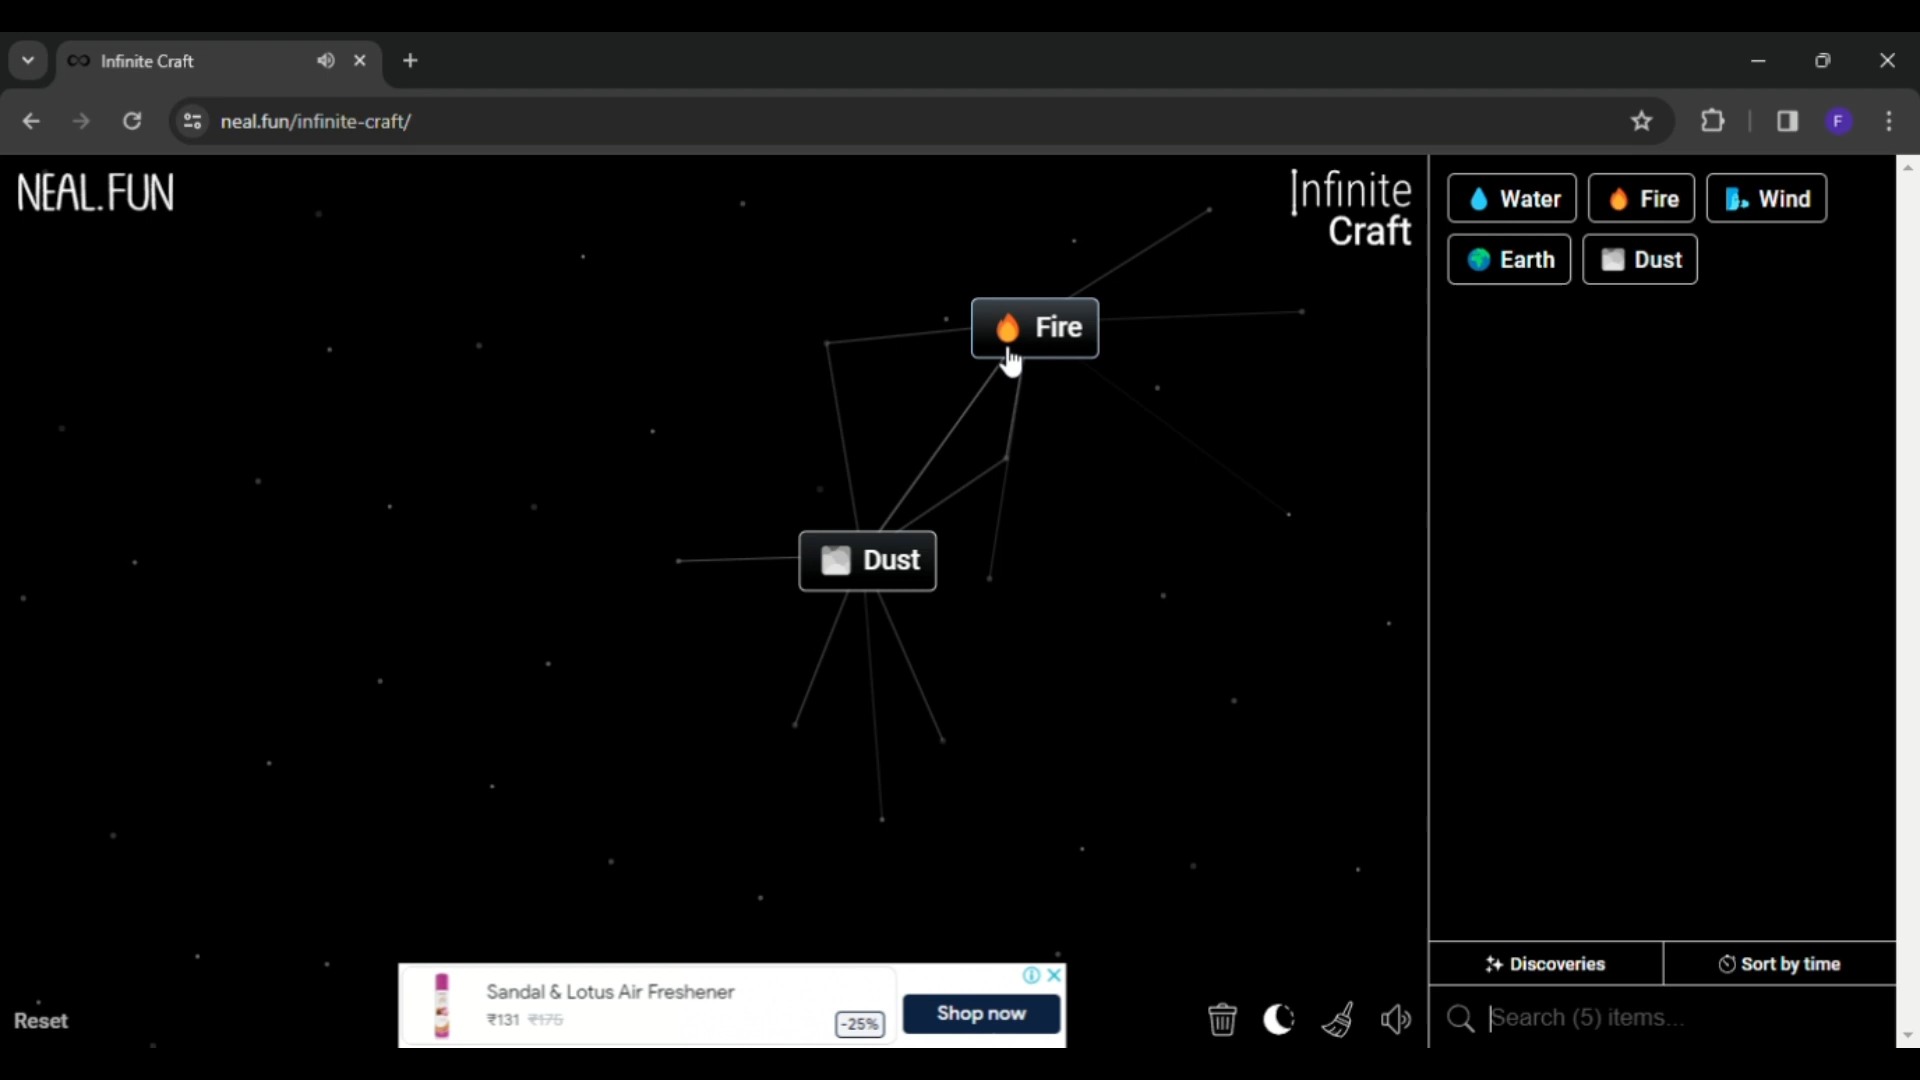 Infinite Craft
neal.fun/infinite-craft/
F
NEAL.FUN
Infinite
Craft
Water
Fire
Wind
Earth
Dust
Fire
Dust
Discoveries
Sort by time
Search (5) items...
Reset
Sandal & Lotus Air Freshener
₹131 ₹175
-25%
Shop now